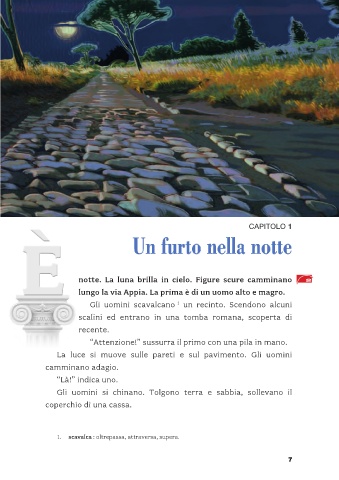 CAPITOLO 1
Un furto nella notte
È
notte. La luna brilla in cielo. Figure scure camminano
lungo la via Appia. La prima è di un uomo alto e magro.
Gli uomini scavalcano 1 un recinto. Scendono alcuni
scalini ed entrano in una tomba romana, scoperta di
recente.
"Attenzione!" sussurra il primo con una pila in mano.
La luce si muove sulle pareti e sul pavimento. Gli uomini
camminano adagio.
"Là!" indica uno.
Gli uomini si chinano. Tolgono terra e sabbia, sollevano il
coperchio di una cassa.
1. scavalca : oltrepassa, attraversa, supera.
7